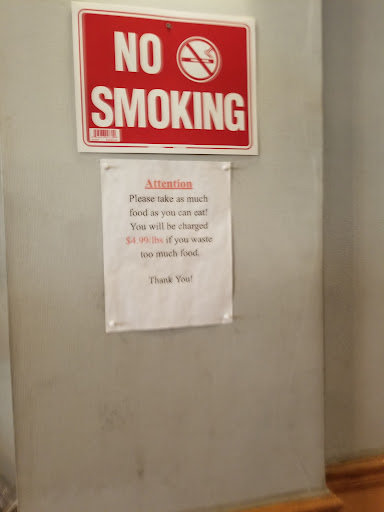 NO
SMOKING
Attention
Please take as much
food as you can eat!
You will be charged
$4.99/lbs if you waste
too much food.
Thank You!